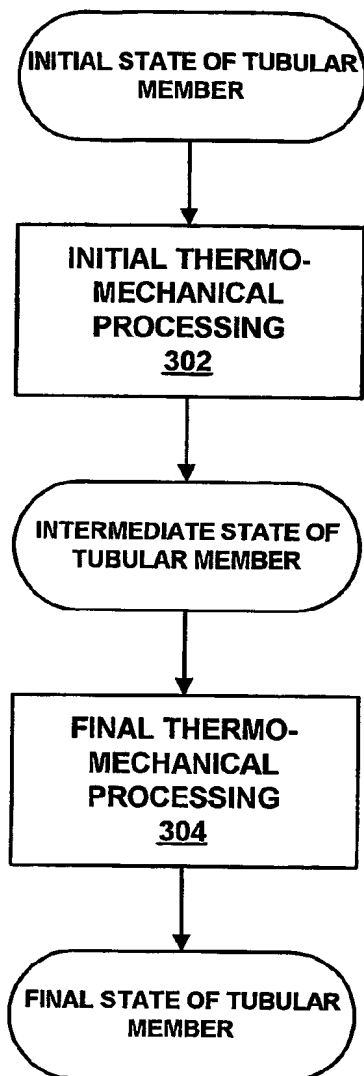 INITIAL STATE OF TUBULAR
MEMBER
INITIAL THERMO-
MECHANICAL
PROCESSING
302
INTERMEDIATE STATE OF
TUBULAR MEMBER
FINAL THERMO-
MECHANICAL
PROCESSING
304
FINAL STATE OF TUBULAR
MEMBER